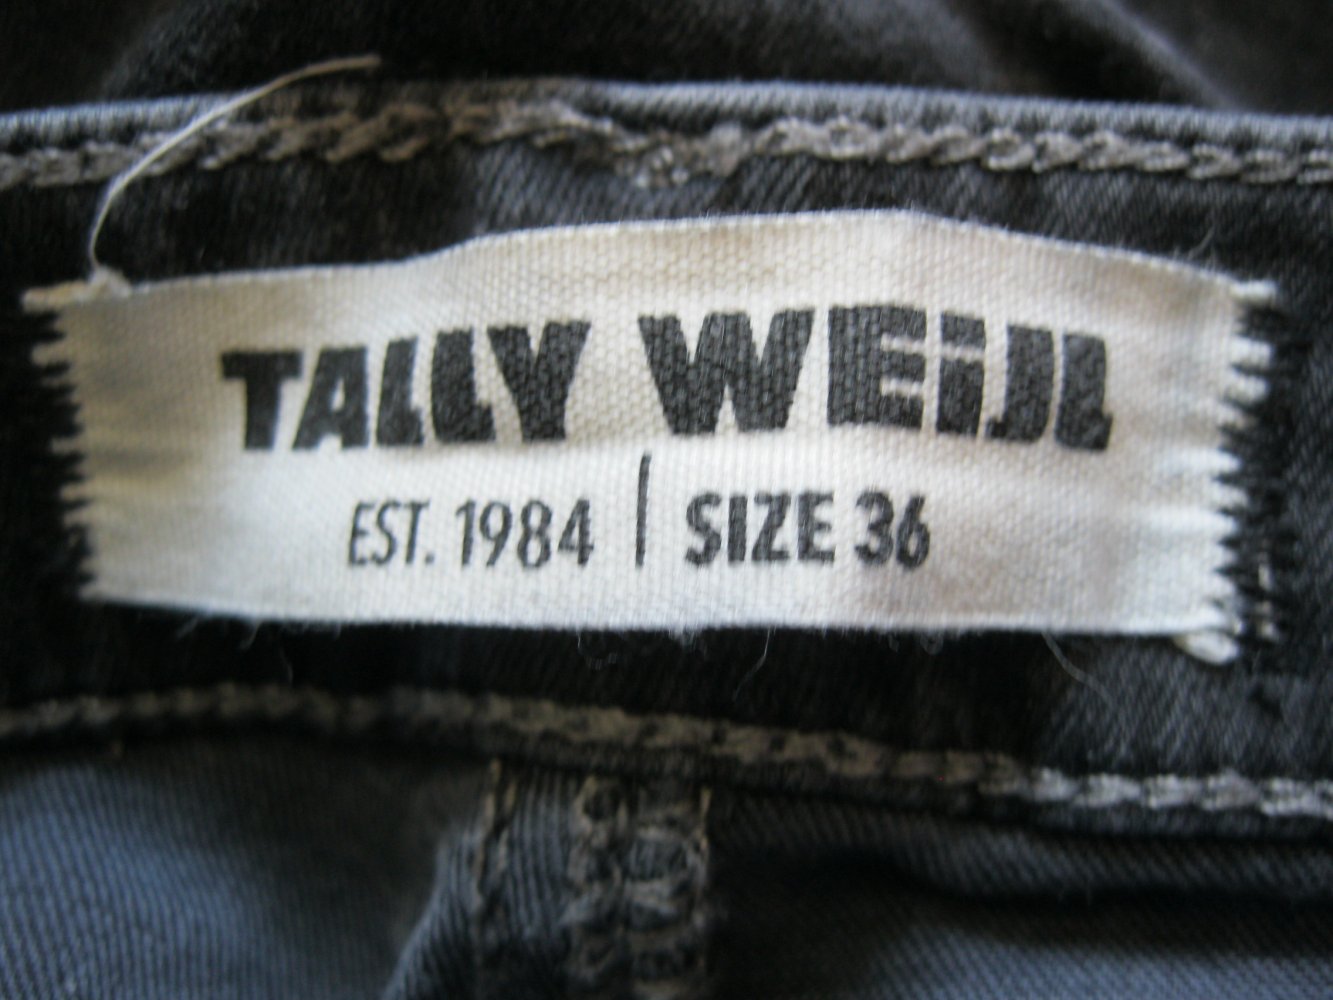 TALLY WEiJL
EST. 1984 | SIZE 36